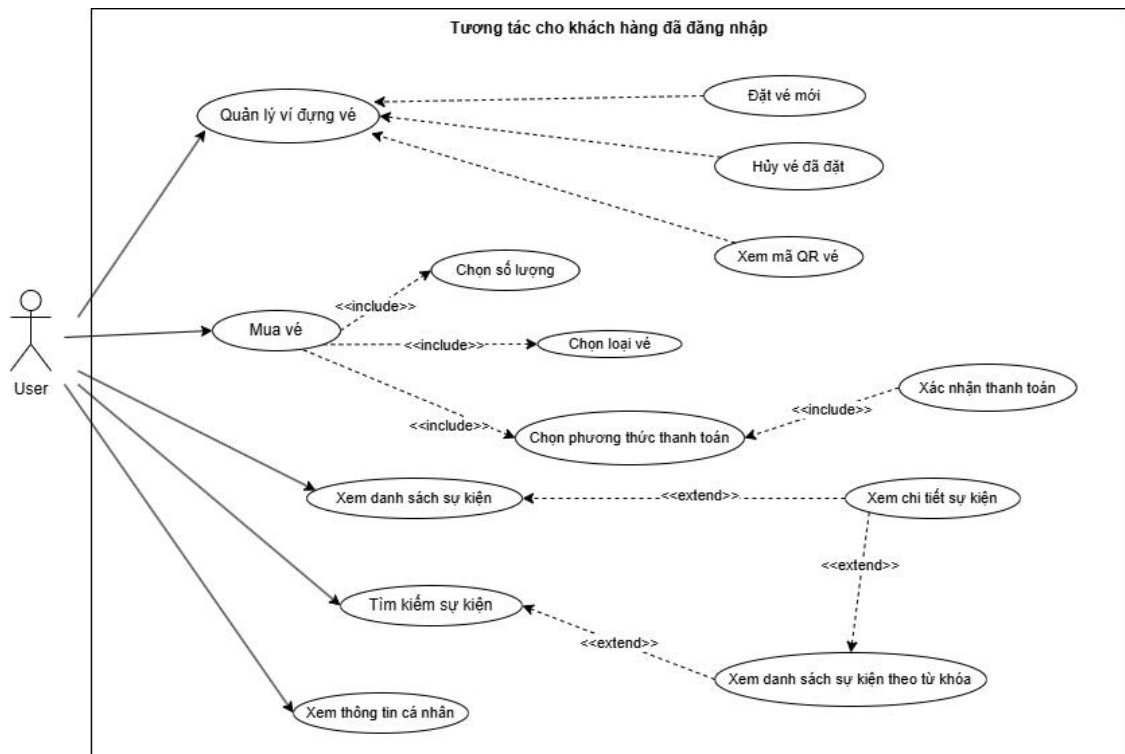 Tương tác cho khách hàng đã đăng nhập
Quản lý ví đựng vé
Đặt vé mới
Hủy vé đã đặt
Xem mã QR vé
Chọn số lượng
<<include>>
Mua vé
<<include>>
Chọn loại vé
User
Xác nhận thanh toán
<<include>>
<<include>>
Chọn phương thức thanh toán
Xem danh sách sự kiện
<<extend>>
Xem chi tiết sự kiện
<<extend>>
Tìm kiếm sự kiện
<<extend>>
Xem danh sách sự kiện theo từ khóa
Xem thông tin cá nhân